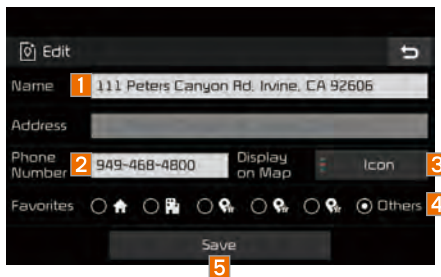 Edit
Name 1 111 Peters Canyon Rd. Irvine, CA 92606
Address
Phone Number 2 949-468-4800 Display on Map Icon 3
Favorites Others 4
Save
5